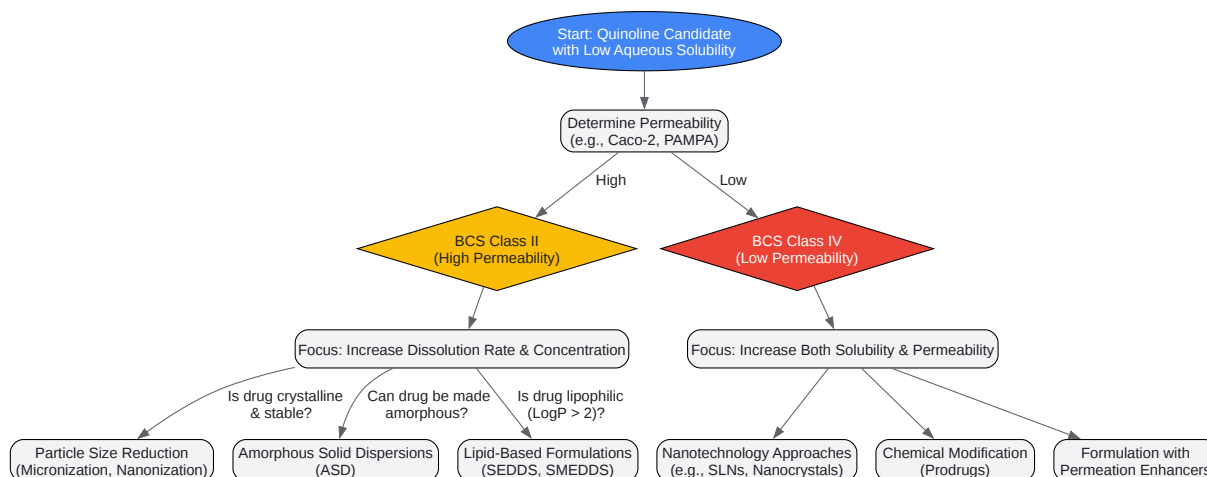 Start: Quinoline Candidate
with Low Aqueous Solubility
Determine Permeability
(e.g., Caco-2, PAMPA)
High
Low
BCS Class II
(High Permeability)
BCS Class IV
(Low Permeability)
Focus: Increase Dissolution Rate & Concentration
Focus: Increase Both Solubility & Permeability
Is drug crystalline
& stable?
Can drug be made
amorphous?
Is drug lipophilic
(LogP > 2)?
Particle Size Reduction
(Micronization, Nanonization)
Amorphous Solid Dispersions
(ASD)
Lipid-Based Formulations
(SEDDS, SMEDDS)
Nanotechnology Approaches
(e.g., SLNs, Nanocrystals)
Chemical Modification
(Prodrugs)
Formulation with
Permeation Enhancers